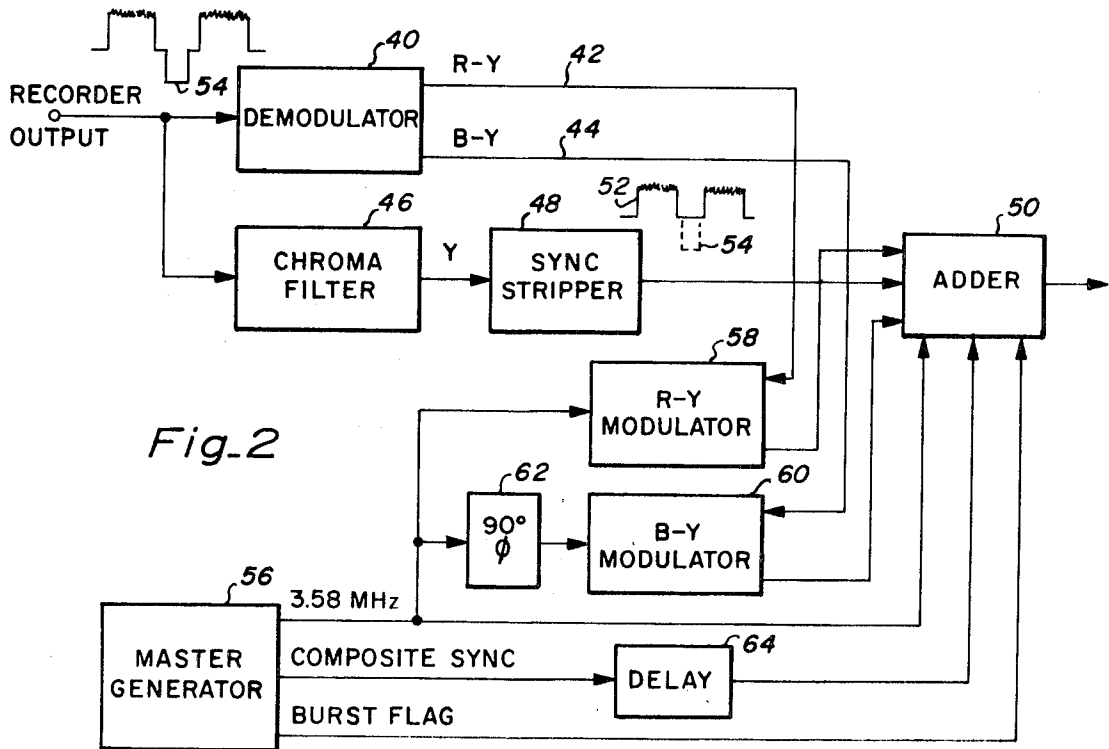 54
RECORDER
OUTPUT
40
DEMODULATOR
R-Y
42
B-Y
44
46
CHROMA
FILTER
Y
48
SYNC
STRIPPER
52
54
50
ADDER
58
R-Y
MODULATOR
Fig_2
62
90°
φ
60
B-Y
MODULATOR
56
MASTER
GENERATOR
3.58 MHz
COMPOSITE SYNC
BURST FLAG
64
DELAY